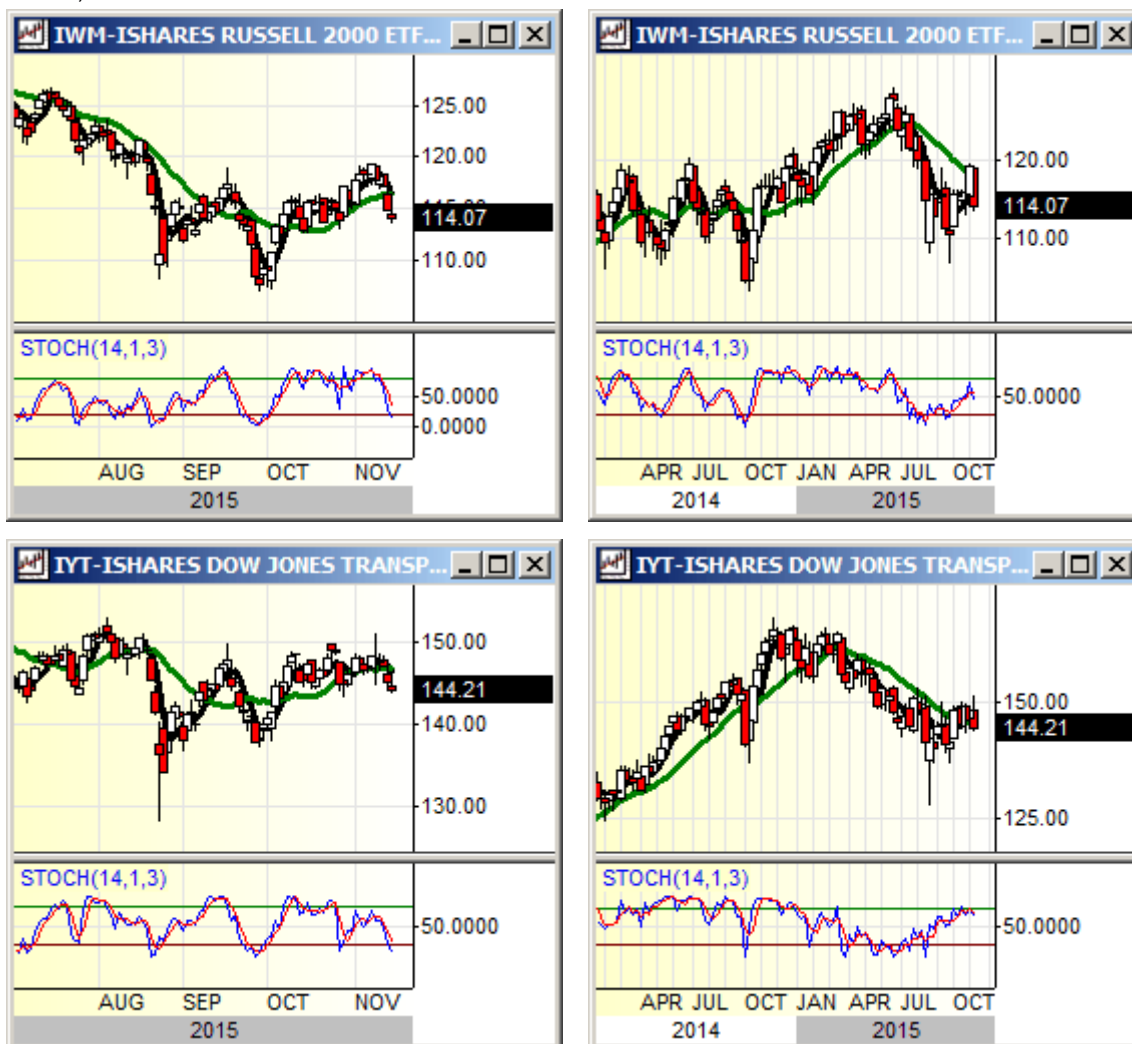 IWM-ISHARES RUSSELL 2000 ETF...
125.00
120.00
114.07
110.00
STOCH(14,1,3)
50.0000
0.0000
AUG SEP OCT NOV
2015
IWM-ISHARES RUSSELL 2000 ETF...
120.00
114.07
110.00
STOCH(14,1,3)
50.0000
APR JUL OCT JAN APR JUL OCT
2014 2015
IYT-ISHARES DOW JONES TRANSP...
150.00
144.21
140.00
130.00
STOCH(14,1,3)
50.0000
AUG SEP OCT NOV
2015
IYT-ISHARES DOW JONES TRANSP...
150.00
144.21
125.00
STOCH(14,1,3)
50.0000
APR JUL OCT JAN APR JUL OCT
2014 2015